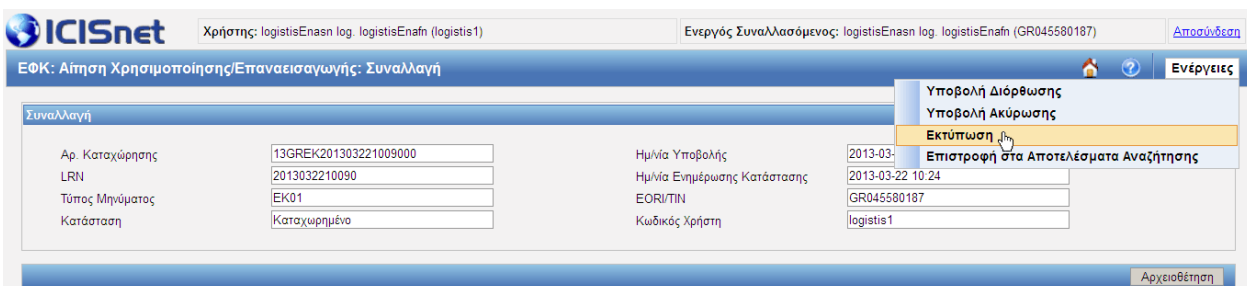 ICISnet Χρήστης: logistisEnasn log. logistisEnafn (logistis1) Ενεργός Συναλλασόμενος: logistisEnasn log. logistisEnafn (GR045580187) Αποσύνδεση
ΕΦΚ: Αίτηση Χρησιμοποίησης/Επαναεισαγωγής: Συναλλαγή ? Ενέργειες
Υποβολή Διόρθωσης
Υποβολή Ακύρωσης
Εκτύπωση
Επιστροφή στα Αποτελέσματα Αναζήτησης
Συναλλαγή
Αρ. Καταχώρησης 13GREK201303221009000 Ημ/νία Υποβολής 2013-03-
LRN 2013032210090 Ημ/νία Ενημέρωσης Κατάστασης 2013-03-22 10:24
Τύπος Μηνύματος EK01 EORI/TIN GR045580187
Κατάσταση Καταχωρημένο Κωδικός Χρήστη logistis1
Αρχειοθέτηση